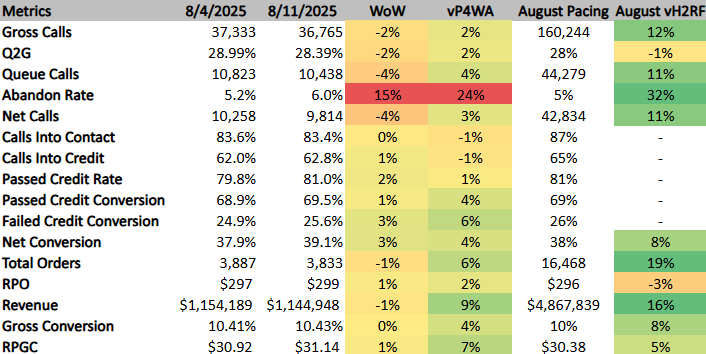 Metrics 8/4/2025 8/11/2025 WoW vP4WA August Pacing August vH2RF
Gross Calls 37,333 36,765 -2% 2% 160,244 12%
Q2G 28.99% 28.39% -2% 2% 28% -1%
Queue Calls 10,823 10,438 -4% 4% 44,279 11%
Abandon Rate 5.2% 6.0% 15% 24% 5% 32%
Net Calls 10,258 9,814 -4% 3% 42,834 11%
Calls Into Contact 83.6% 83.4% 0% -1% 87% -
Calls Into Credit 62.0% 62.8% 1% -1% 65% -
Passed Credit Rate 79.8% 81.0% 2% 1% 81% -
Passed Credit Conversion 68.9% 69.5% 1% 4% 69% -
Failed Credit Conversion 24.9% 25.6% 3% 6% 26% -
Net Conversion 37.9% 39.1% 3% 4% 38% 8%
Total Orders 3,887 3,833 -1% 6% 16,468 19%
RPO $297 $299 1% 2% $296 -3%
Revenue $1,154,189 $1,144,948 -1% 9% $4,867,839 16%
Gross Conversion 10.41% 10.43% 0% 4% 10% 8%
RPGC $30.92 $31.14 1% 7% $30.38 5%